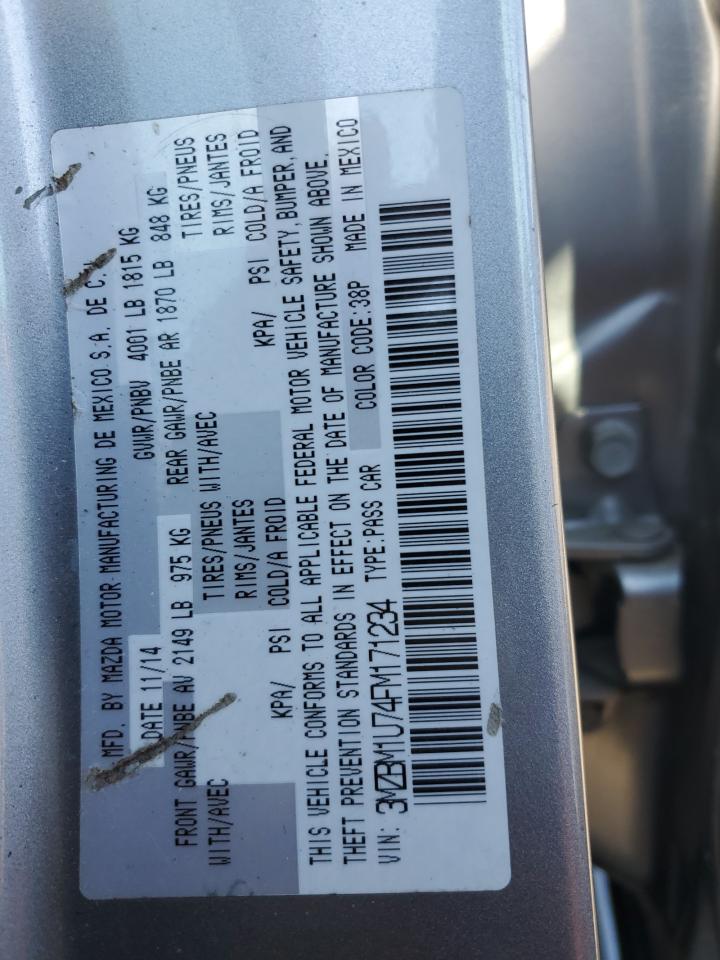 MFD. BY MAZDA MOTOR MANUFACTURING DE MEXICO S.A. DE C.
DATE 11/14 GVWR/PNBV 4001 LB 1815 KG
FRONT GAWR/PNBE AV 2149 LB 975 KG REAR GAWR/PNBE AR 1870 LB 848 KG
WITH/AVEC TIRES/PNEUS WITH/AVEC TIRES/PNEUS
RIMS/JANTES RIMS/JANTES
KPA/ PSI COLD/A FROID KPA/ PSI COLD/A FROID
THIS VEHICLE CONFORMS TO ALL APPLICABLE FEDERAL MOTOR VEHICLE SAFETY, BUMPER, AND
THEFT PREVENTION STANDARDS IN EFFECT ON THE DATE OF MANUFACTURE SHOWN ABOVE.
VIN: 3MZBM1U74FM171234 TYPE:PASS CAR COLOR CODE:38P MADE IN MEXICO